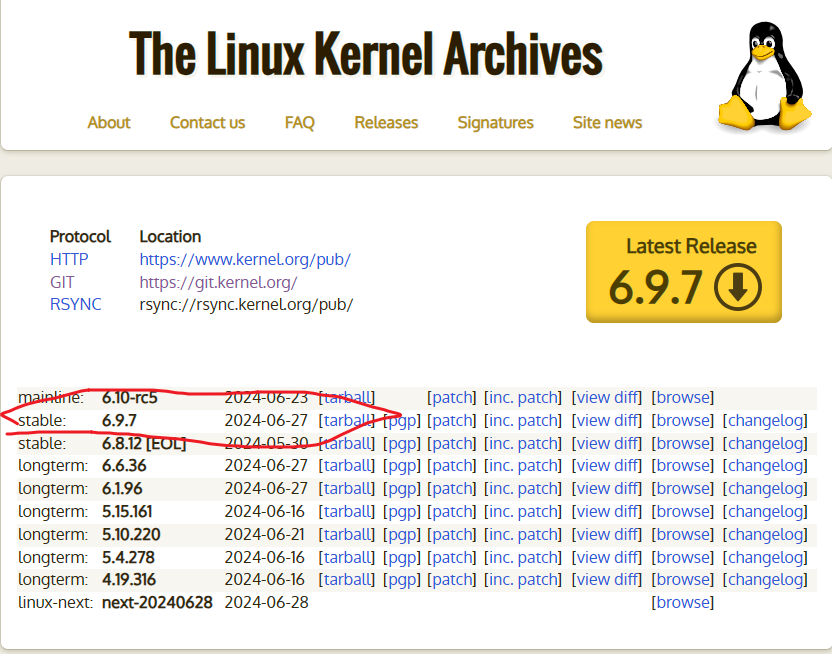 The Linux Kernel Archives
About Contact us FAQ Releases Signatures Site news
Protocol Location
HTTP https://www.kernel.org/pub/
GIT https://git.kernel.org/
RSYNC rsync://rsync.kernel.org/pub/
Latest Release
6.9.7
mainline: 6.10-rc5 2024-06-23 [tarball] [patch] [inc. patch] [view diff] [browse]
stable: 6.9.7 2024-06-27 [tarball] [pgp] [patch] [inc. patch] [view diff] [browse] [changelog]
stable: 6.8.12 [EOL] 2024-05-30 [tarball] [pgp] [patch] [inc. patch] [view diff] [browse] [changelog]
longterm: 6.6.36 2024-06-27 [tarball] [pgp] [patch] [inc. patch] [view diff] [browse] [changelog]
longterm: 6.1.96 2024-06-27 [tarball] [pgp] [patch] [inc. patch] [view diff] [browse] [changelog]
longterm: 5.15.161 2024-06-16 [tarball] [pgp] [patch] [inc. patch] [view diff] [browse] [changelog]
longterm: 5.10.220 2024-06-21 [tarball] [pgp] [patch] [inc. patch] [view diff] [browse] [changelog]
longterm: 5.4.278 2024-06-16 [tarball] [pgp] [patch] [inc. patch] [view diff] [browse] [changelog]
longterm: 4.19.316 2024-06-16 [tarball] [pgp] [patch] [inc. patch] [view diff] [browse] [changelog]
linux-next: next-20240628 2024-06-28 [browse]